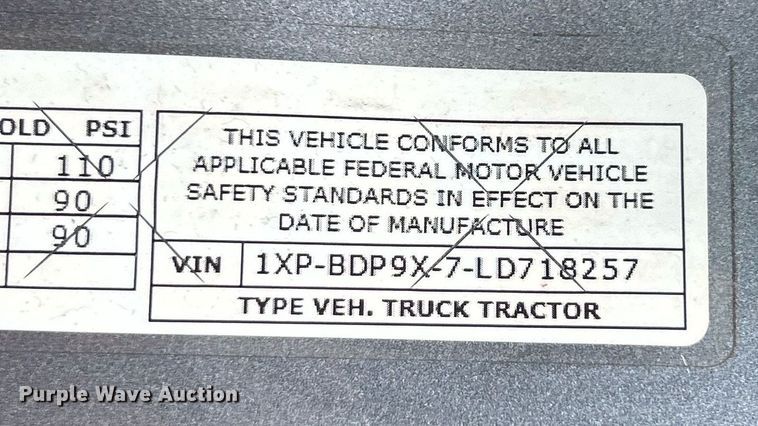 OLD PSI
110
90
90
THIS VEHICLE CONFORMS TO ALL
APPLICABLE FEDERAL MOTOR VEHICLE
SAFETY STANDARDS IN EFFECT ON THE
DATE OF MANUFACTURE
VIN 1XP-BDP9X-7-LD718257
TYPE VEH. TRUCK TRACTOR
Purple Wave Auction